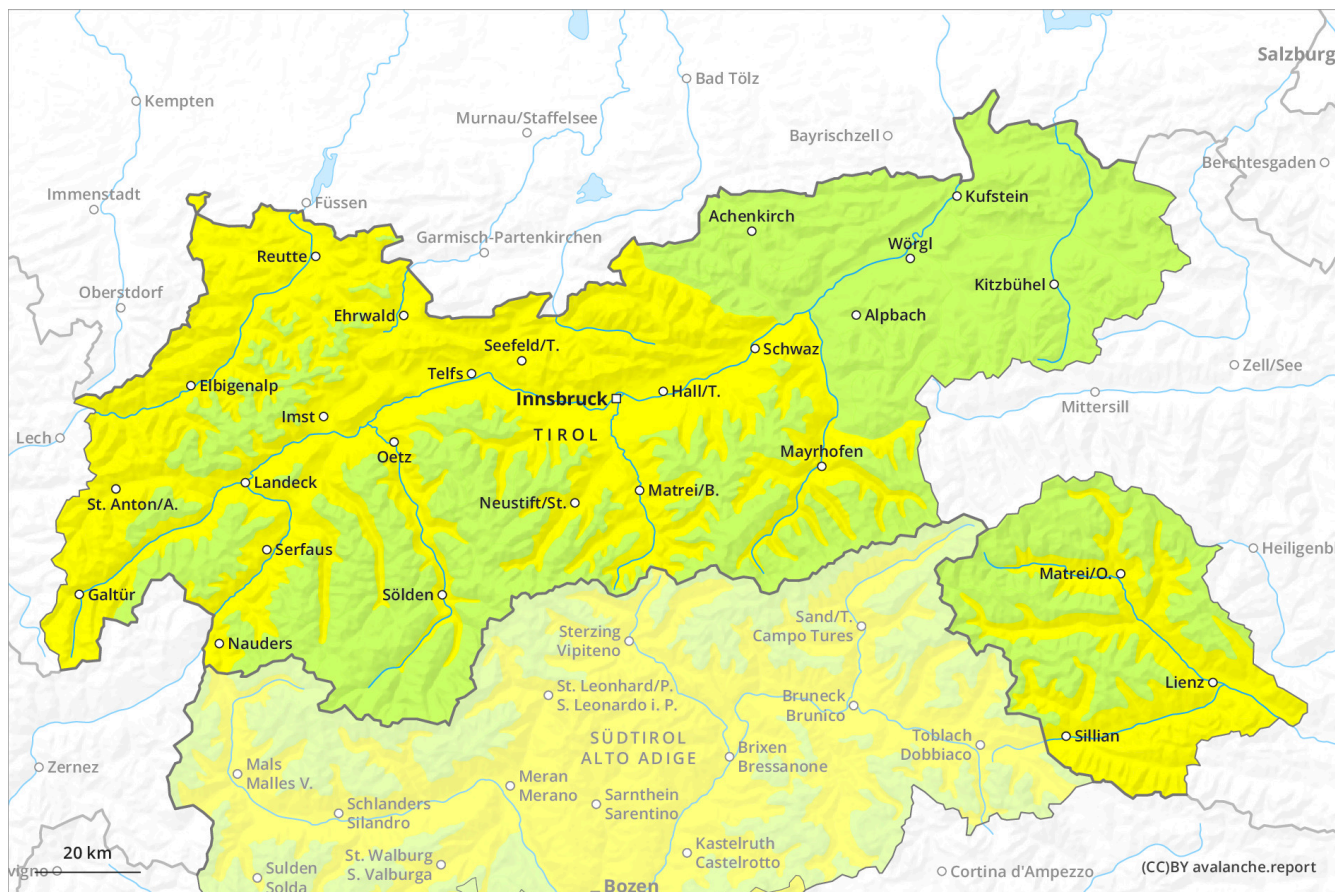 Salzburg
Bad Tölz
Kempten
Murnau/Staffelsee
Bayrischzell
Berchtesgaden
Immenstadt
Füssen
Kufstein
Achenkirch
Garmisch-Partenkirchen
Wörgl
Reutte
Kitzbühel
Oberstdorf
Ehrwald
Alpbach
Seefeld/T.
Schwaz
Zell/See
Telfs
Elbigenalp
Innsbruck
Hall/T.
Mittersill
Imst
Lech
TIROL
Oetz
Mayrhofen
Landeck
St. Anton/A.
Neustift/St.
Matrei/B.
Serfaus
Heiligenb
Matrei/O.
Galtür
Sölden
Sand/T.
Campo Tures
Sterzing
Vipiteno
Nauders
Lienz
St. Leonhard/P.
S. Leonardo i. P.
Bruneck
Brunico
Toblach
Dobbiaco
Sillian
SÜDTIROL
ALTO ADIGE
Brixen
Bressanone
Zernez
Mals
Malles V.
Meran
Merano
Schlanders
Silandro
Sarnthein
Sarentino
Kastelruth
Castelrotto
20 km
St. Walburg
S. Valburga
vigno
Sulden
Solda
Cortina d'Ampezzo
(CC)BY avalanche.report
Bozen